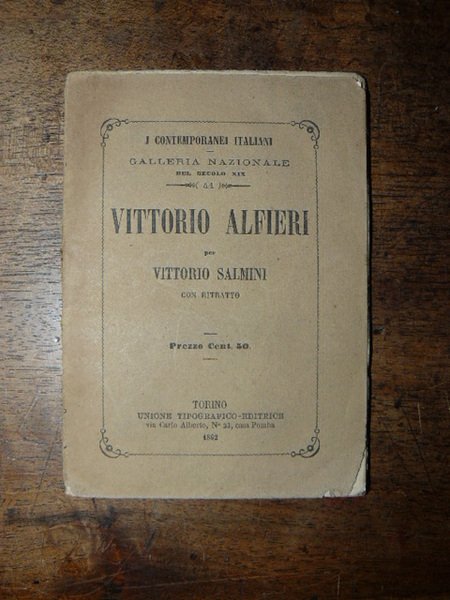 I CONTEMPORANEI ITALIANI
GALLERIA NAZIONALE
DEL SECOLO XIX
VITTORIO ALFIERI
per
VITTORIO SALMINI
CON RITRATTO
Prezzo Cent. 50.
TORINO
UNIONE TIPOGRAFICO-EDITRICE
via Carlo Alberto, N° 33, casa Pomba
1862